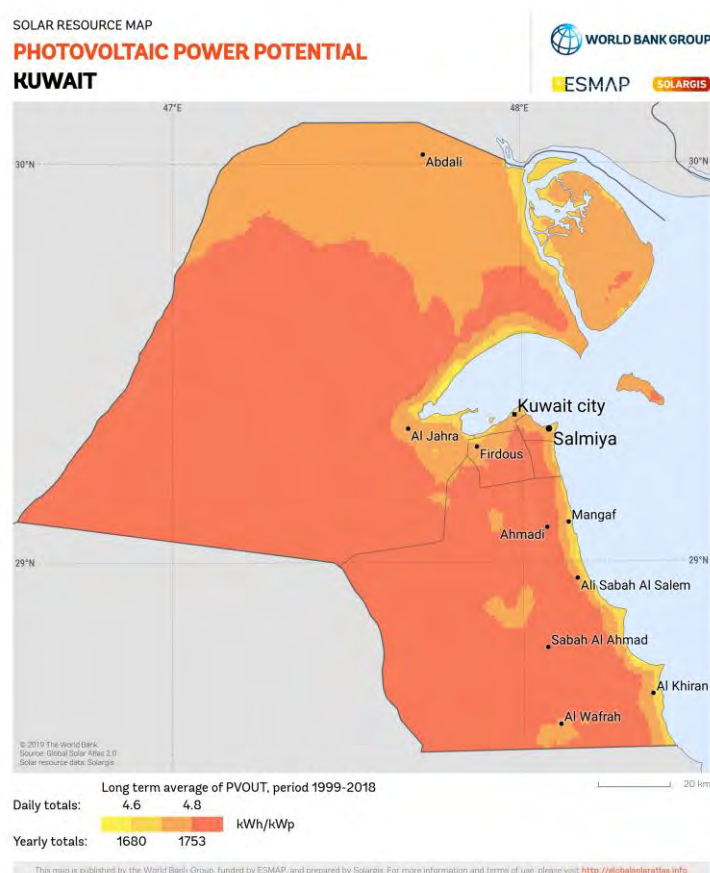 SOLAR RESOURCE MAP
PHOTOVOLTAIC POWER POTENTIAL
KUWAIT
WORLD BANK GROUP
ESMAP
SOLARGIS
47°E
48°E
30°N
30°N
Abdali
Kuwait city
Al Jahra
Salmiya
Firdous
Mangaf
Ahmadi
29°N
29°N
Ali Sabah Al Salem
Sabah Al Ahmad
Al Khiran
Al Wafrah
© 2019 The World Bank
Source: Global Solar Atlas 2.0
Solar resource data: Solargis
Long term average of PVOUT, period 1999-2018
20 km
Daily totals: 4.6 4.8
kWh/kWp
Yearly totals: 1680 1753
This map is published by the World Bank Group, funded by ESMAP, and prepared by Solargis. For more information and terms of use, please visit http://globalsolaratlas.info